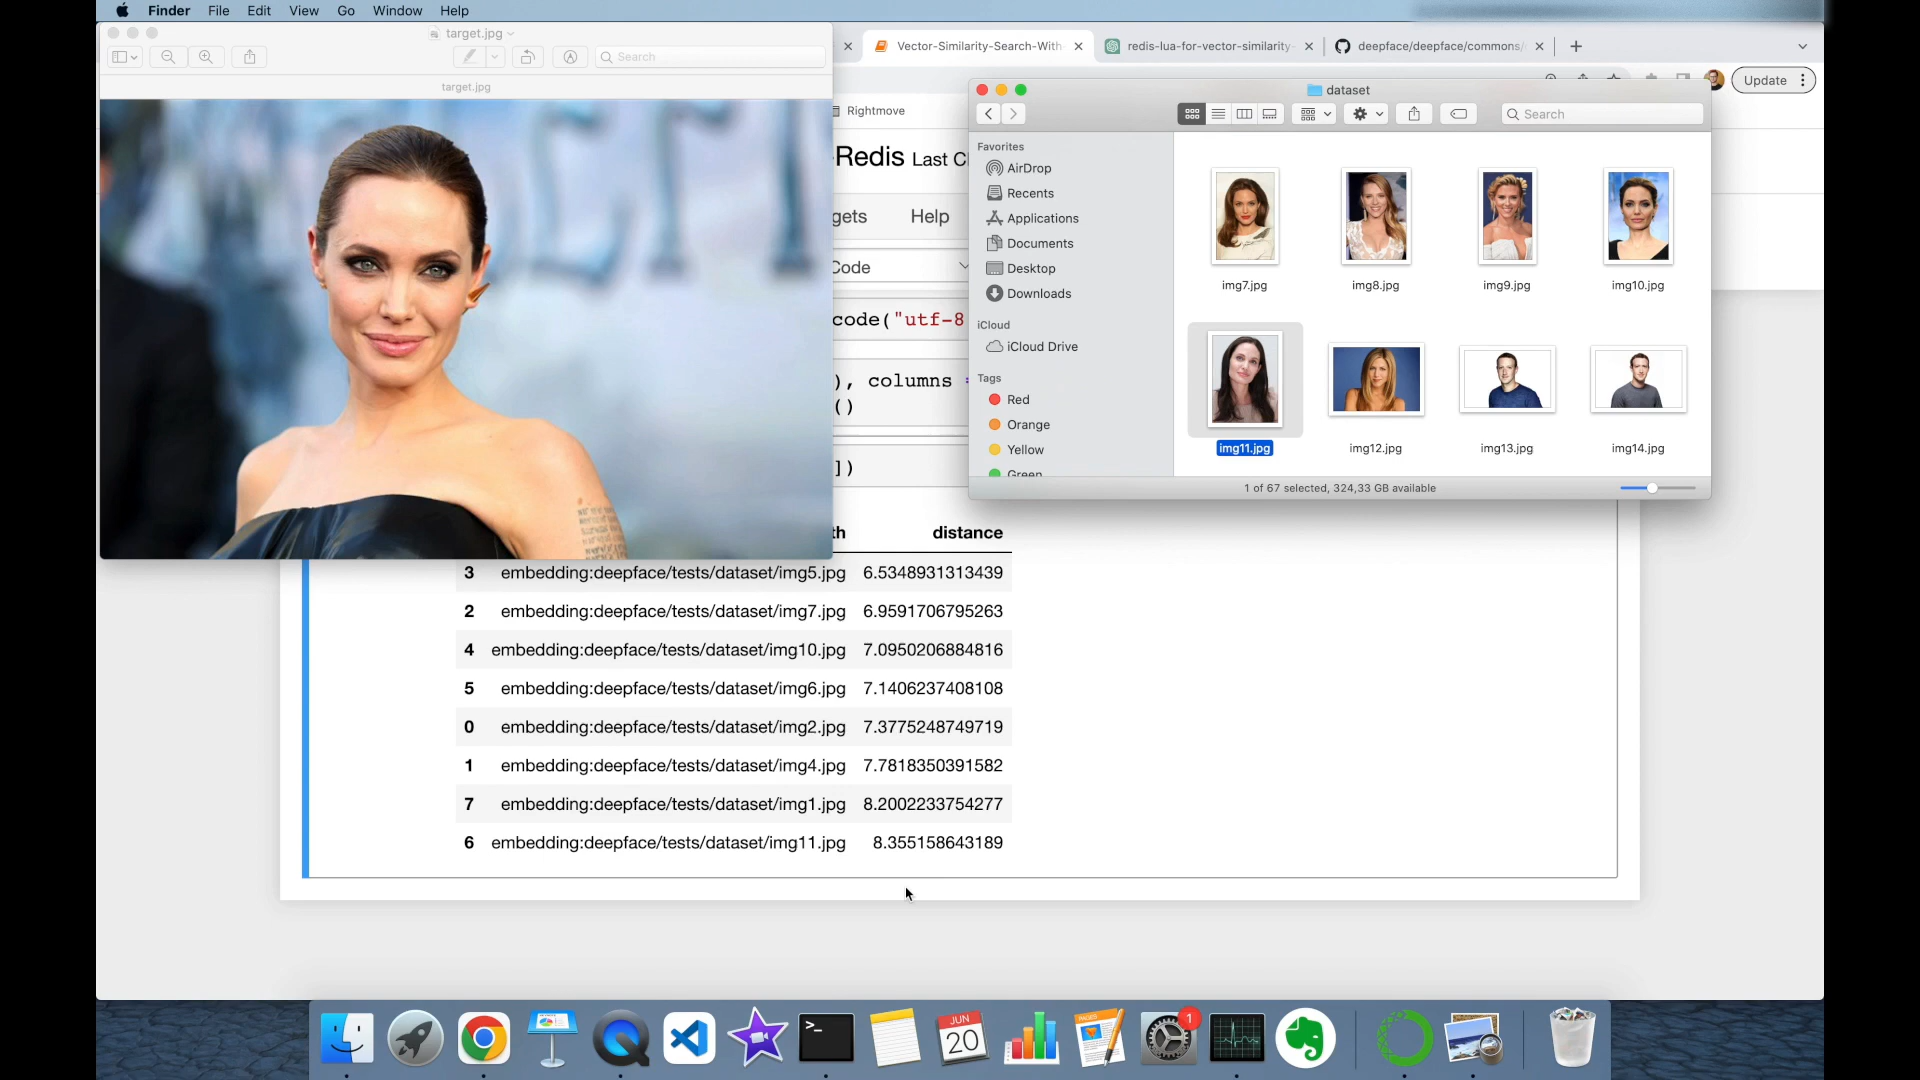 Finder File Edit View Go Window Help
target.jpg
Search
target.jpg
Vector-Similarity-Search-With-
redis-lua-for-vector-similarity-
deepface/deepface/commons/
Update
Rightmove
Redis Last C
gets Help
Code
code("utf-8
), columns =
()
])
dataset
Search
Favorites
AirDrop
Recents
Applications
Documents
Desktop
Downloads
iCloud
iCloud Drive
Tags
Red
Orange
Yellow
Green
img7.jpg img8.jpg img9.jpg img10.jpg
img11.jpg img12.jpg img13.jpg img14.jpg
1 of 67 selected, 324,33 GB available
th distance
3 embedding:deepface/tests/dataset/img5.jpg 6.5348931313439
2 embedding:deepface/tests/dataset/img7.jpg 6.9591706795263
4 embedding:deepface/tests/dataset/img10.jpg 7.0950206884816
5 embedding:deepface/tests/dataset/img6.jpg 7.1406237408108
0 embedding:deepface/tests/dataset/img2.jpg 7.3775248749719
1 embedding:deepface/tests/dataset/img4.jpg 7.7818350391582
7 embedding:deepface/tests/dataset/img1.jpg 8.2002233754277
6 embedding:deepface/tests/dataset/img11.jpg 8.355158643189
JUN
20
1